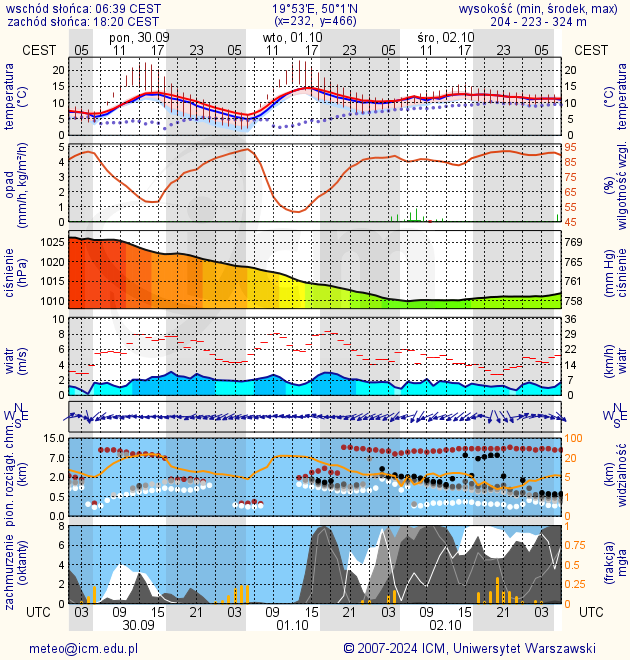 wschód słońca: 06:39 CEST 19°53'E, 50°1'N wysokość (min, środek, max)
zachód słońca: 18:20 CEST (x=232, y=466) 204 - 223 - 324 m
pon, 30.09 wto, 01.10 śro, 02.10
CEST 05 11 17 23 05 11 17 23 05 11 17 23 05 CEST
temperatura (°C)
20 15 10 5 0
20 15 10 5 0
temperatura (°C)
opad (mm/h, kg/m²/h)
5 4 3 2 1 0
95 85 75 65 55 45
(%) wilgotność wzgl.
ciśnienie (hPa)
1025 1020 1015 1010
769 765 761 758
(mm Hg) ciśnienie
wiatr (m/s)
10 8 6 4 2 0
36 29 22 14 7 0
(km/h) wiatr
N W E S
N W E S
pion. rozciągł. chm. (km)
15.0 7.0 2.0 0.5 0.0
100 20 5 1 0
(km) widzialność
zachmurzenie (oktanty)
8 6 4 2 0
1 0.75 0.5 0.25 0
(frakcja) mgła
UTC 03 09 15 21 03 09 15 21 03 09 15 21 03 UTC
30.09 01.10 02.10
meteo@icm.edu.pl © 2007-2024 ICM, Uniwersytet Warszawski